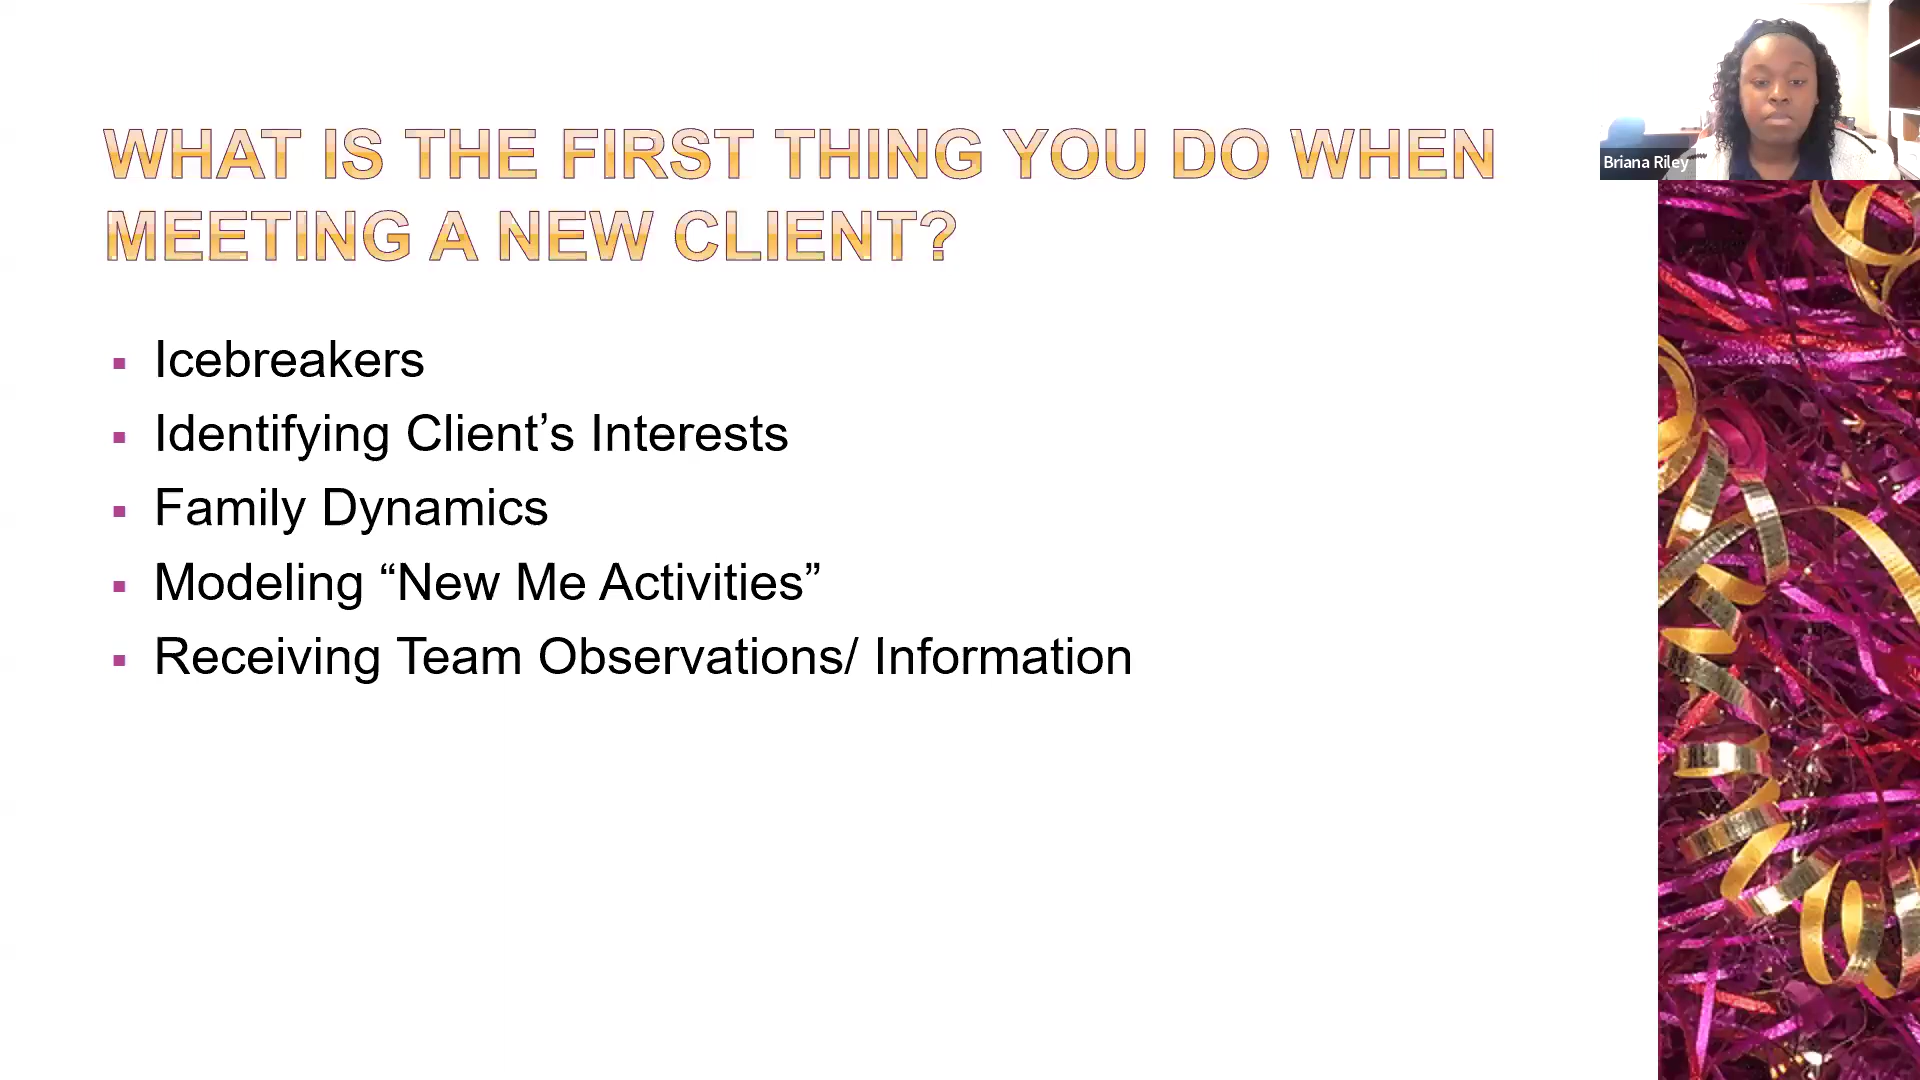 WHAT IS THE FIRST THING YOU DO WHEN
MEETING A NEW CLIENT?
Briana Riley
▪ Icebreakers
▪ Identifying Client’s Interests
▪ Family Dynamics
▪ Modeling “New Me Activities”
▪ Receiving Team Observations/ Information